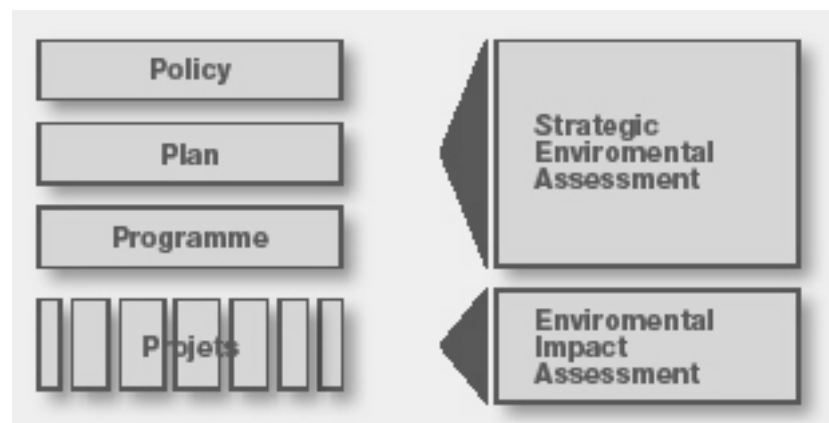 Policy
Plan
Programme
Projets
Strategic
Enviromental
Assessment
Enviromental
Impact
Assessment